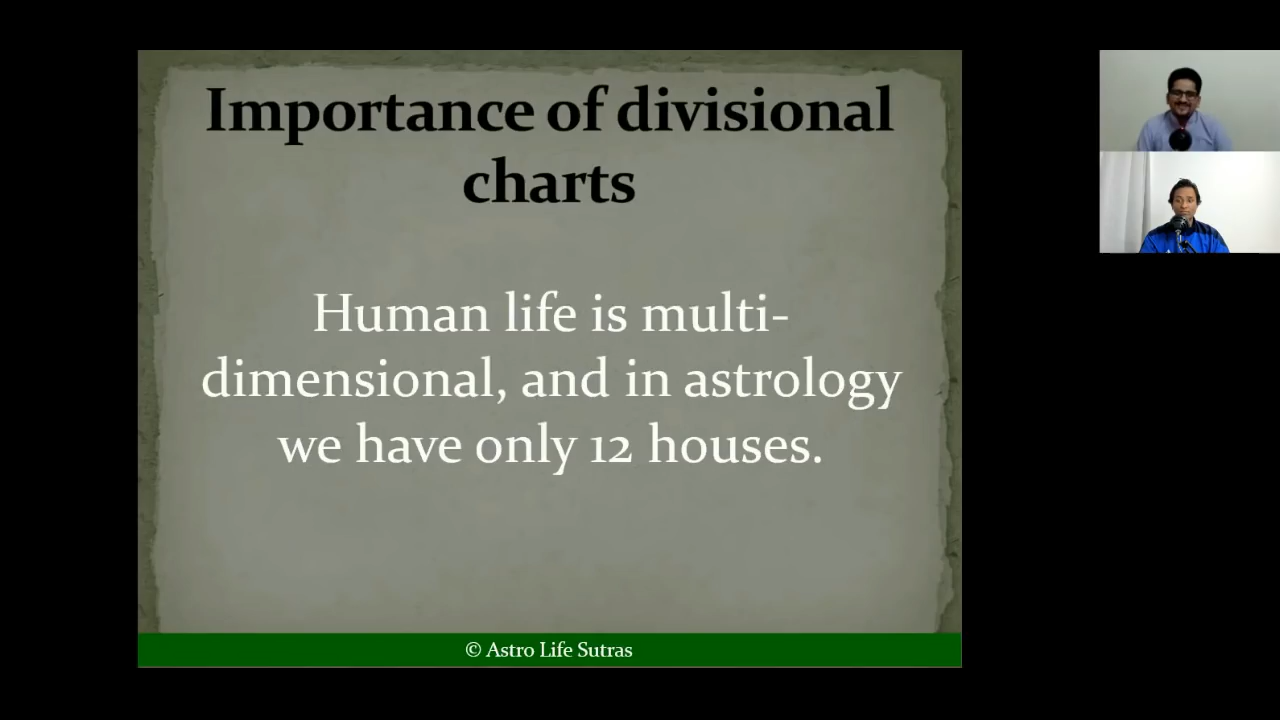 Importance of divisional
charts
Human life is multi-
dimensional, and in astrology
we have only 12 houses.
© Astro Life Sutras